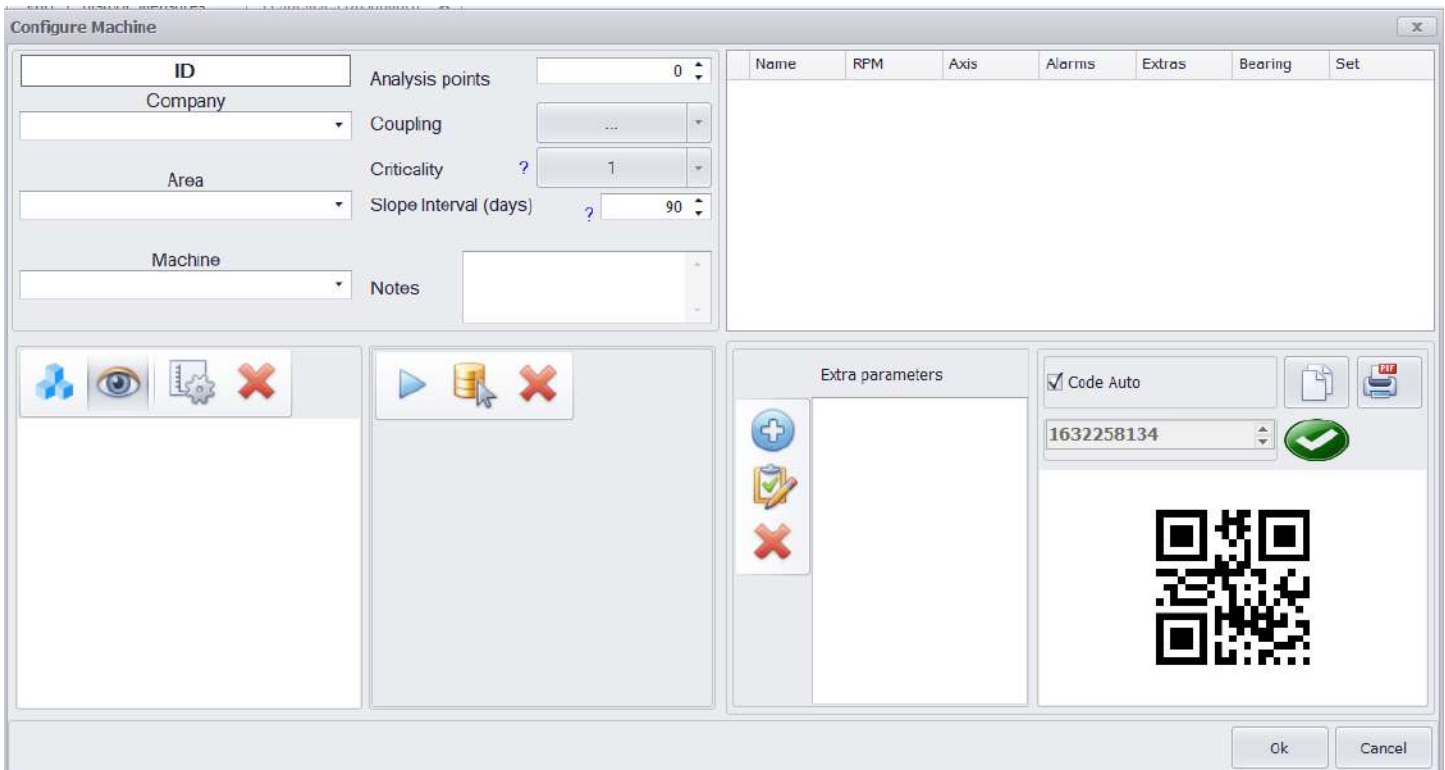 Configure Machine
x
ID
Company
Area
Machine
Analysis points 0
Coupling ...
Criticality ? 1
Slope Interval (days) ? 90
Notes
Name RPM Axis Alarms Extras Bearing Set
Extra parameters
Code Auto
PDF
1632258134
Ok Cancel